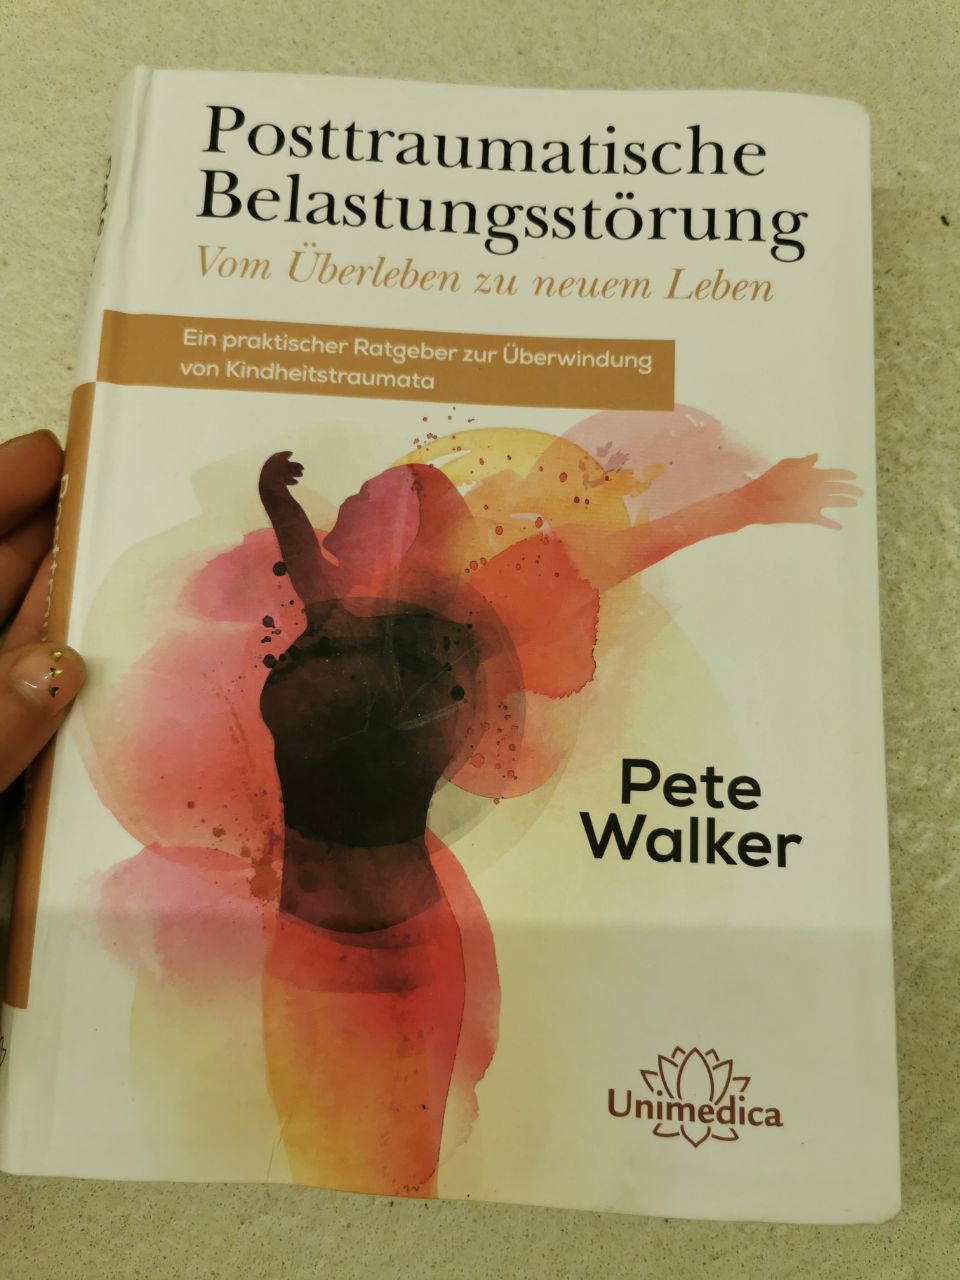 Posttraumatische
Belastungsstörung
Vom Überleben zu neuem Leben
Ein praktischer Ratgeber zur Überwindung
von Kindheitstraumata
Pete
Walker
Unimedica